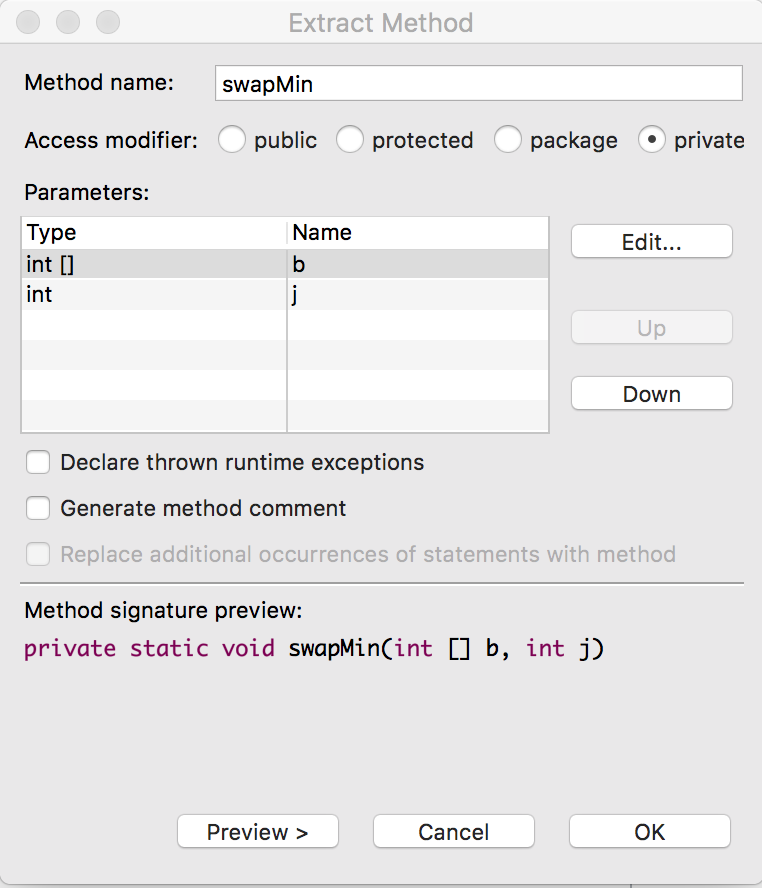 Extract Method
Method name: swapMin
Access modifier: public protected package private
Parameters:
Type Name
int [] b
int j
Edit...
Up
Down
Declare thrown runtime exceptions
Generate method comment
Replace additional occurrences of statements with method
Method signature preview:
private static void swapMin(int [] b, int j)
Preview > Cancel OK